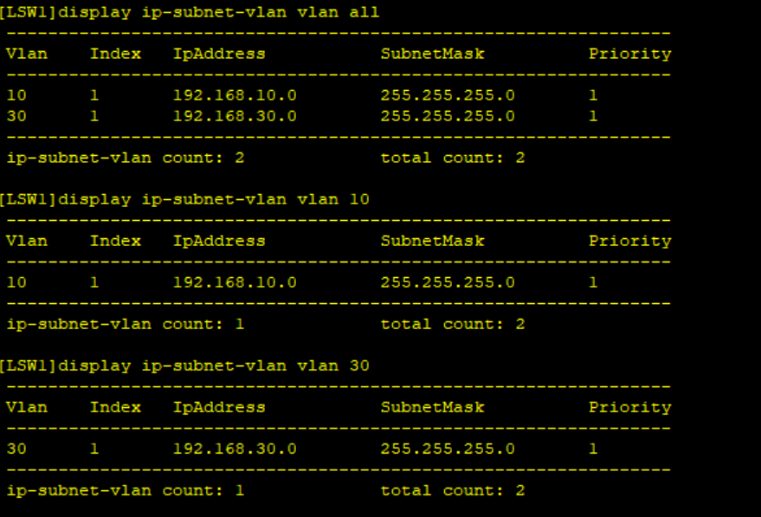 [LSW1]display ip-subnet-vlan vlan all
----------------------------------------------------------------
Vlan    Index   IpAddress           SubnetMask          Priority
----------------------------------------------------------------
10      1       192.168.10.0        255.255.255.0       1
30      1       192.168.30.0        255.255.255.0       1
----------------------------------------------------------------
ip-subnet-vlan count: 2             total count: 2
[LSW1]display ip-subnet-vlan vlan 10
----------------------------------------------------------------
Vlan    Index   IpAddress           SubnetMask          Priority
----------------------------------------------------------------
10      1       192.168.10.0        255.255.255.0       1
----------------------------------------------------------------
ip-subnet-vlan count: 1             total count: 2
[LSW1]display ip-subnet-vlan vlan 30
----------------------------------------------------------------
Vlan    Index   IpAddress           SubnetMask          Priority
----------------------------------------------------------------
30      1       192.168.30.0        255.255.255.0       1
----------------------------------------------------------------
ip-subnet-vlan count: 1             total count: 2